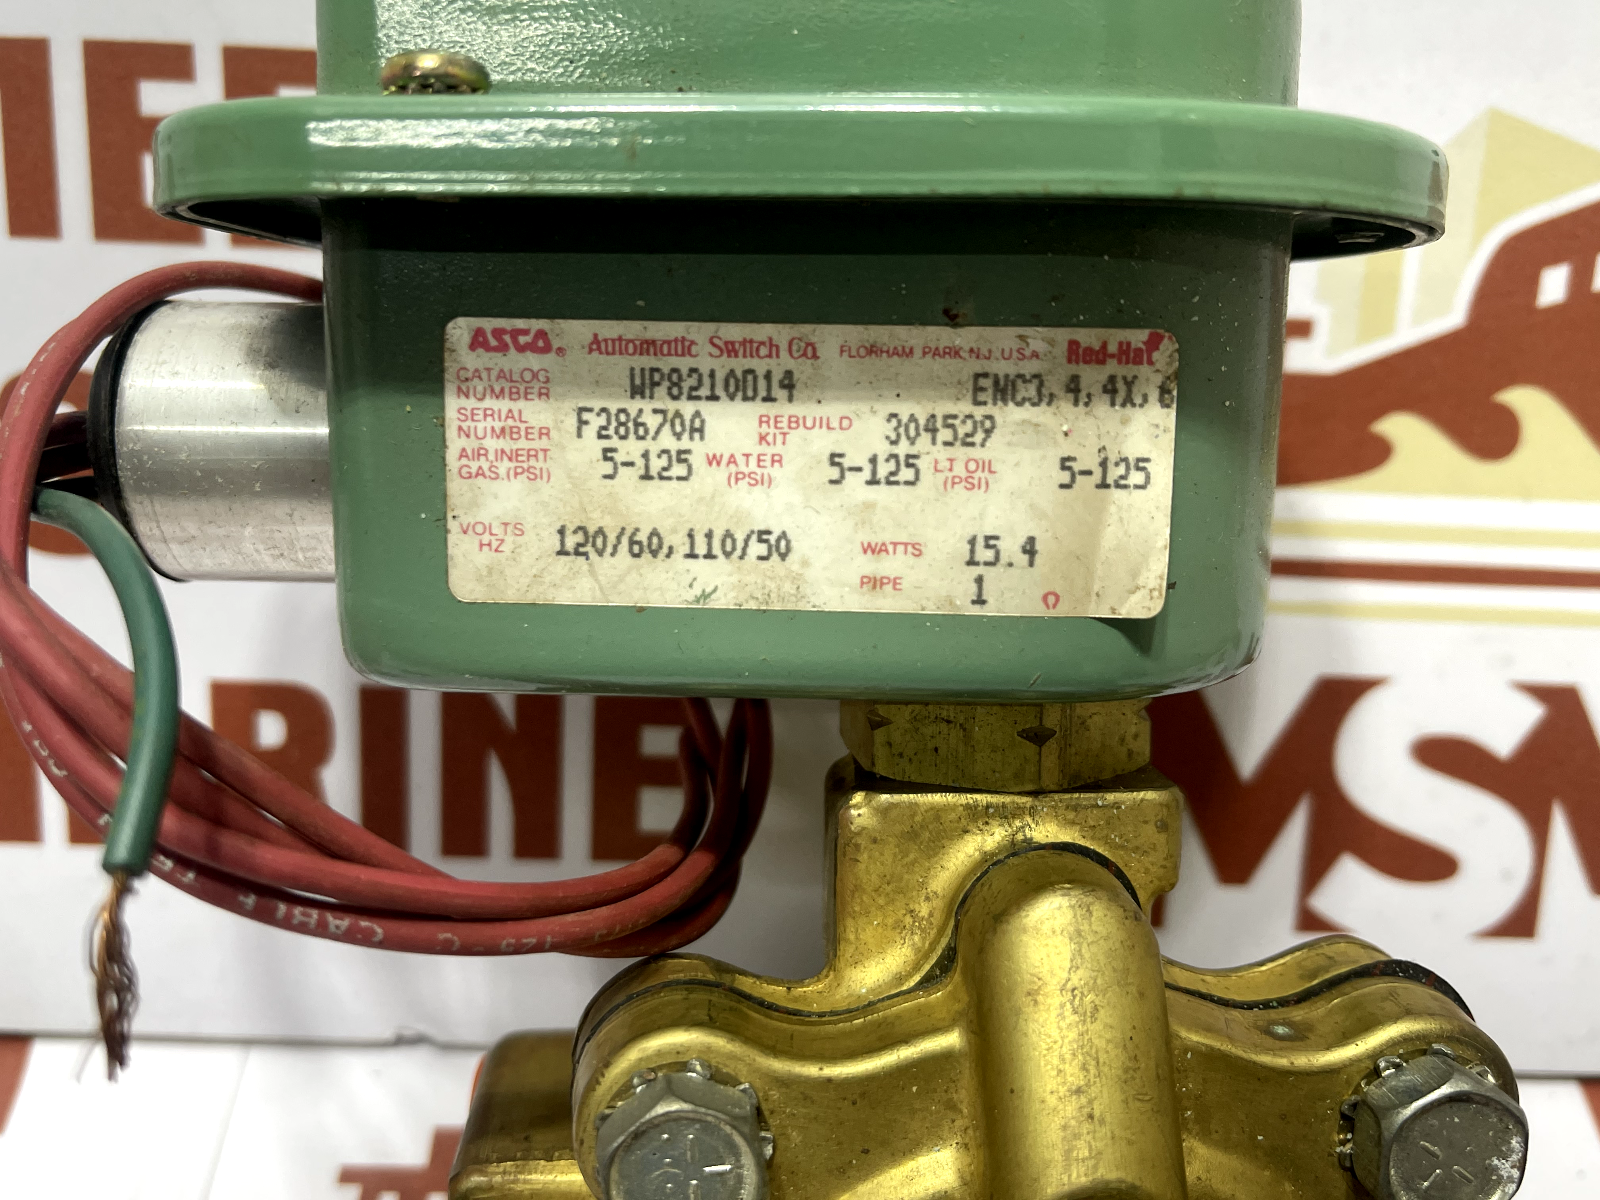 ASCO® Automatic Switch Co. FLORHAM PARK, N.J. U.S.A. Red-Hat
CATALOG NUMBER WP8210D14 ENC3,4,4X,6
SERIAL NUMBER F28670A REBUILD KIT 304529
AIR,INERT GAS.(PSI) 5-125 WATER (PSI) 5-125 LT OIL (PSI) 5-125
VOLTS HZ 120/60,110/50 WATTS 15.4
PIPE 1
MSM
CABLE C